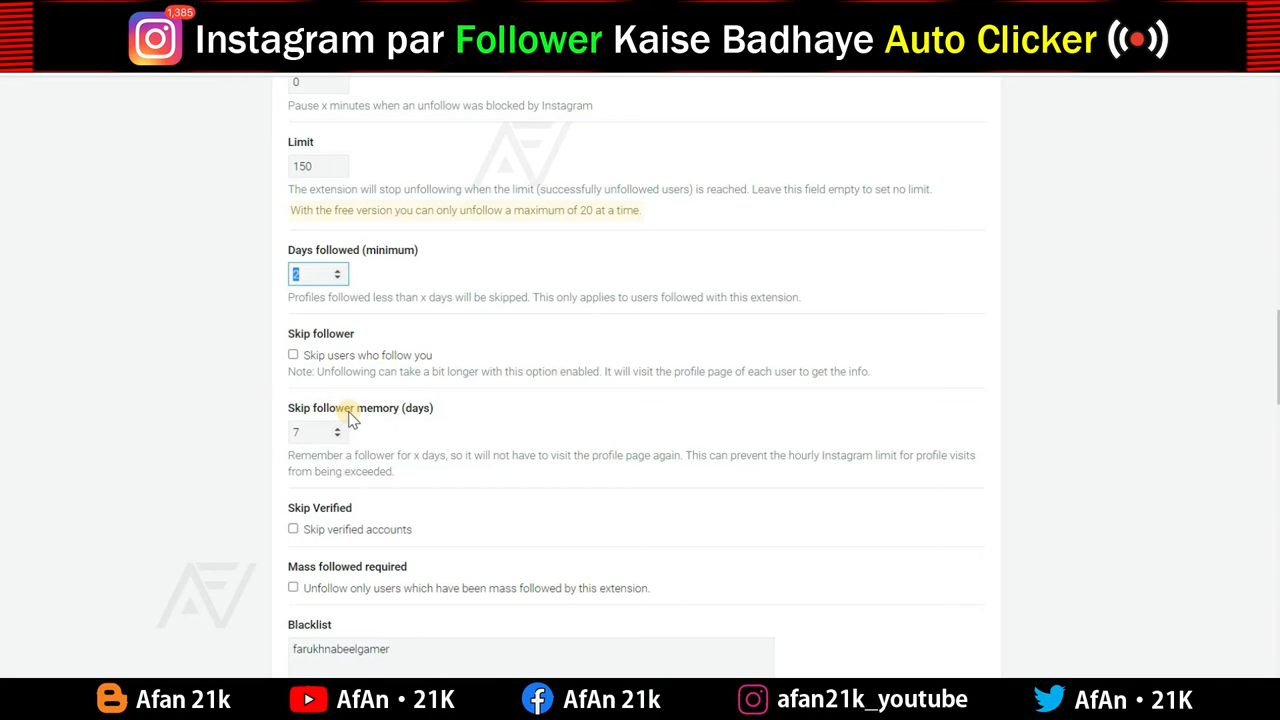 1,385
Instagram par Follower Kaise Badhaye Auto Clicker
0
Pause x minutes when an unfollow was blocked by Instagram
Limit
150
The extension will stop unfollowing when the limit (successfully unfollowed users) is reached. Leave this field empty to set no limit.
With the free version you can only unfollow a maximum of 20 at a time.
Days followed (minimum)
2
Profiles followed less than x days will be skipped. This only applies to users followed with this extension.
Skip follower
Skip users who follow you
Note: Unfollowing can take a bit longer with this option enabled. It will visit the profile page of each user to get the info.
Skip follower memory (days)
7
Remember a follower for x days, so it will not have to visit the profile page again. This can prevent the hourly Instagram limit for profile visits
from being exceeded.
Skip Verified
Skip verified accounts
Mass followed required
Unfollow only users which have been mass followed by this extension.
Blacklist
farukhnabeelgamer
Afan 21k AfAn • 21K AfAn 21k afan21k_youtube AfAn • 21K